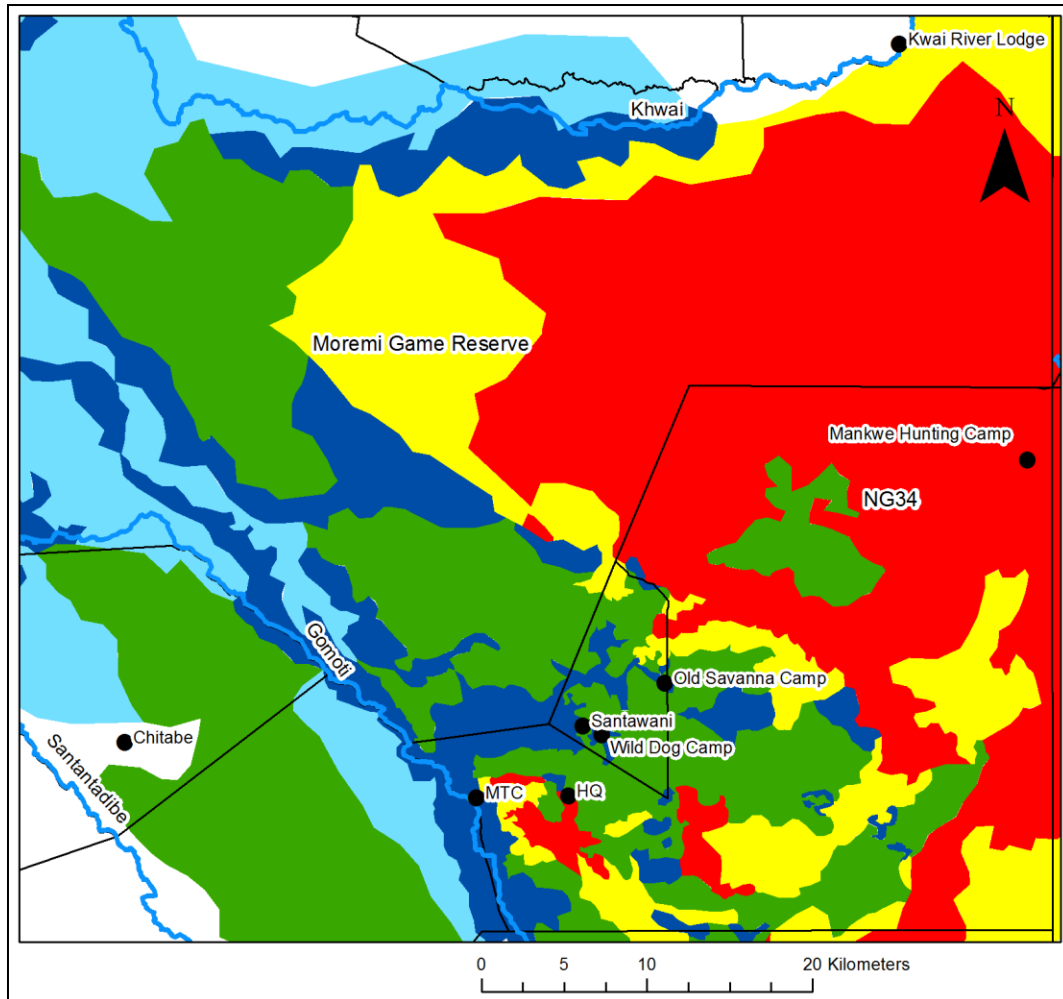 Kwai River Lodge
Khwai
N
Moremi Game Reserve
Mankwe Hunting Camp
NG34
Gomoti
Old Savanna Camp
Santawani
Wild Dog Camp
Chitabe
Santantadibe
MTC
HQ
0 5 10 20 Kilometers